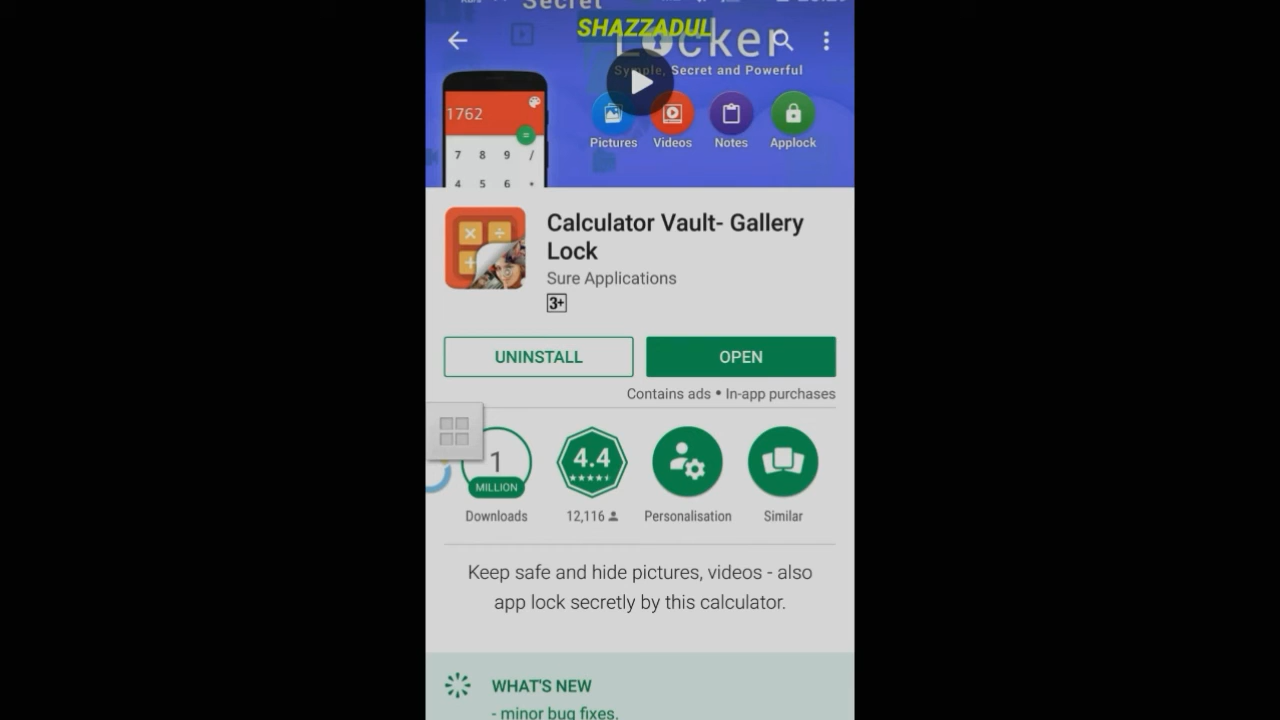 Secret
SHAZZADUL
Locker
Symple, Secret and Powerful
1762
=
Pictures Videos Notes Applock
7 8 9 /
4 5 6 *
Calculator Vault- Gallery
Lock
Sure Applications
3+
UNINSTALL OPEN
Contains ads • In-app purchases
1
MILLION
4.4
Downloads 12,116 Personalisation Similar
Keep safe and hide pictures, videos - also
app lock secretly by this calculator.
WHAT'S NEW
- minor bug fixes.